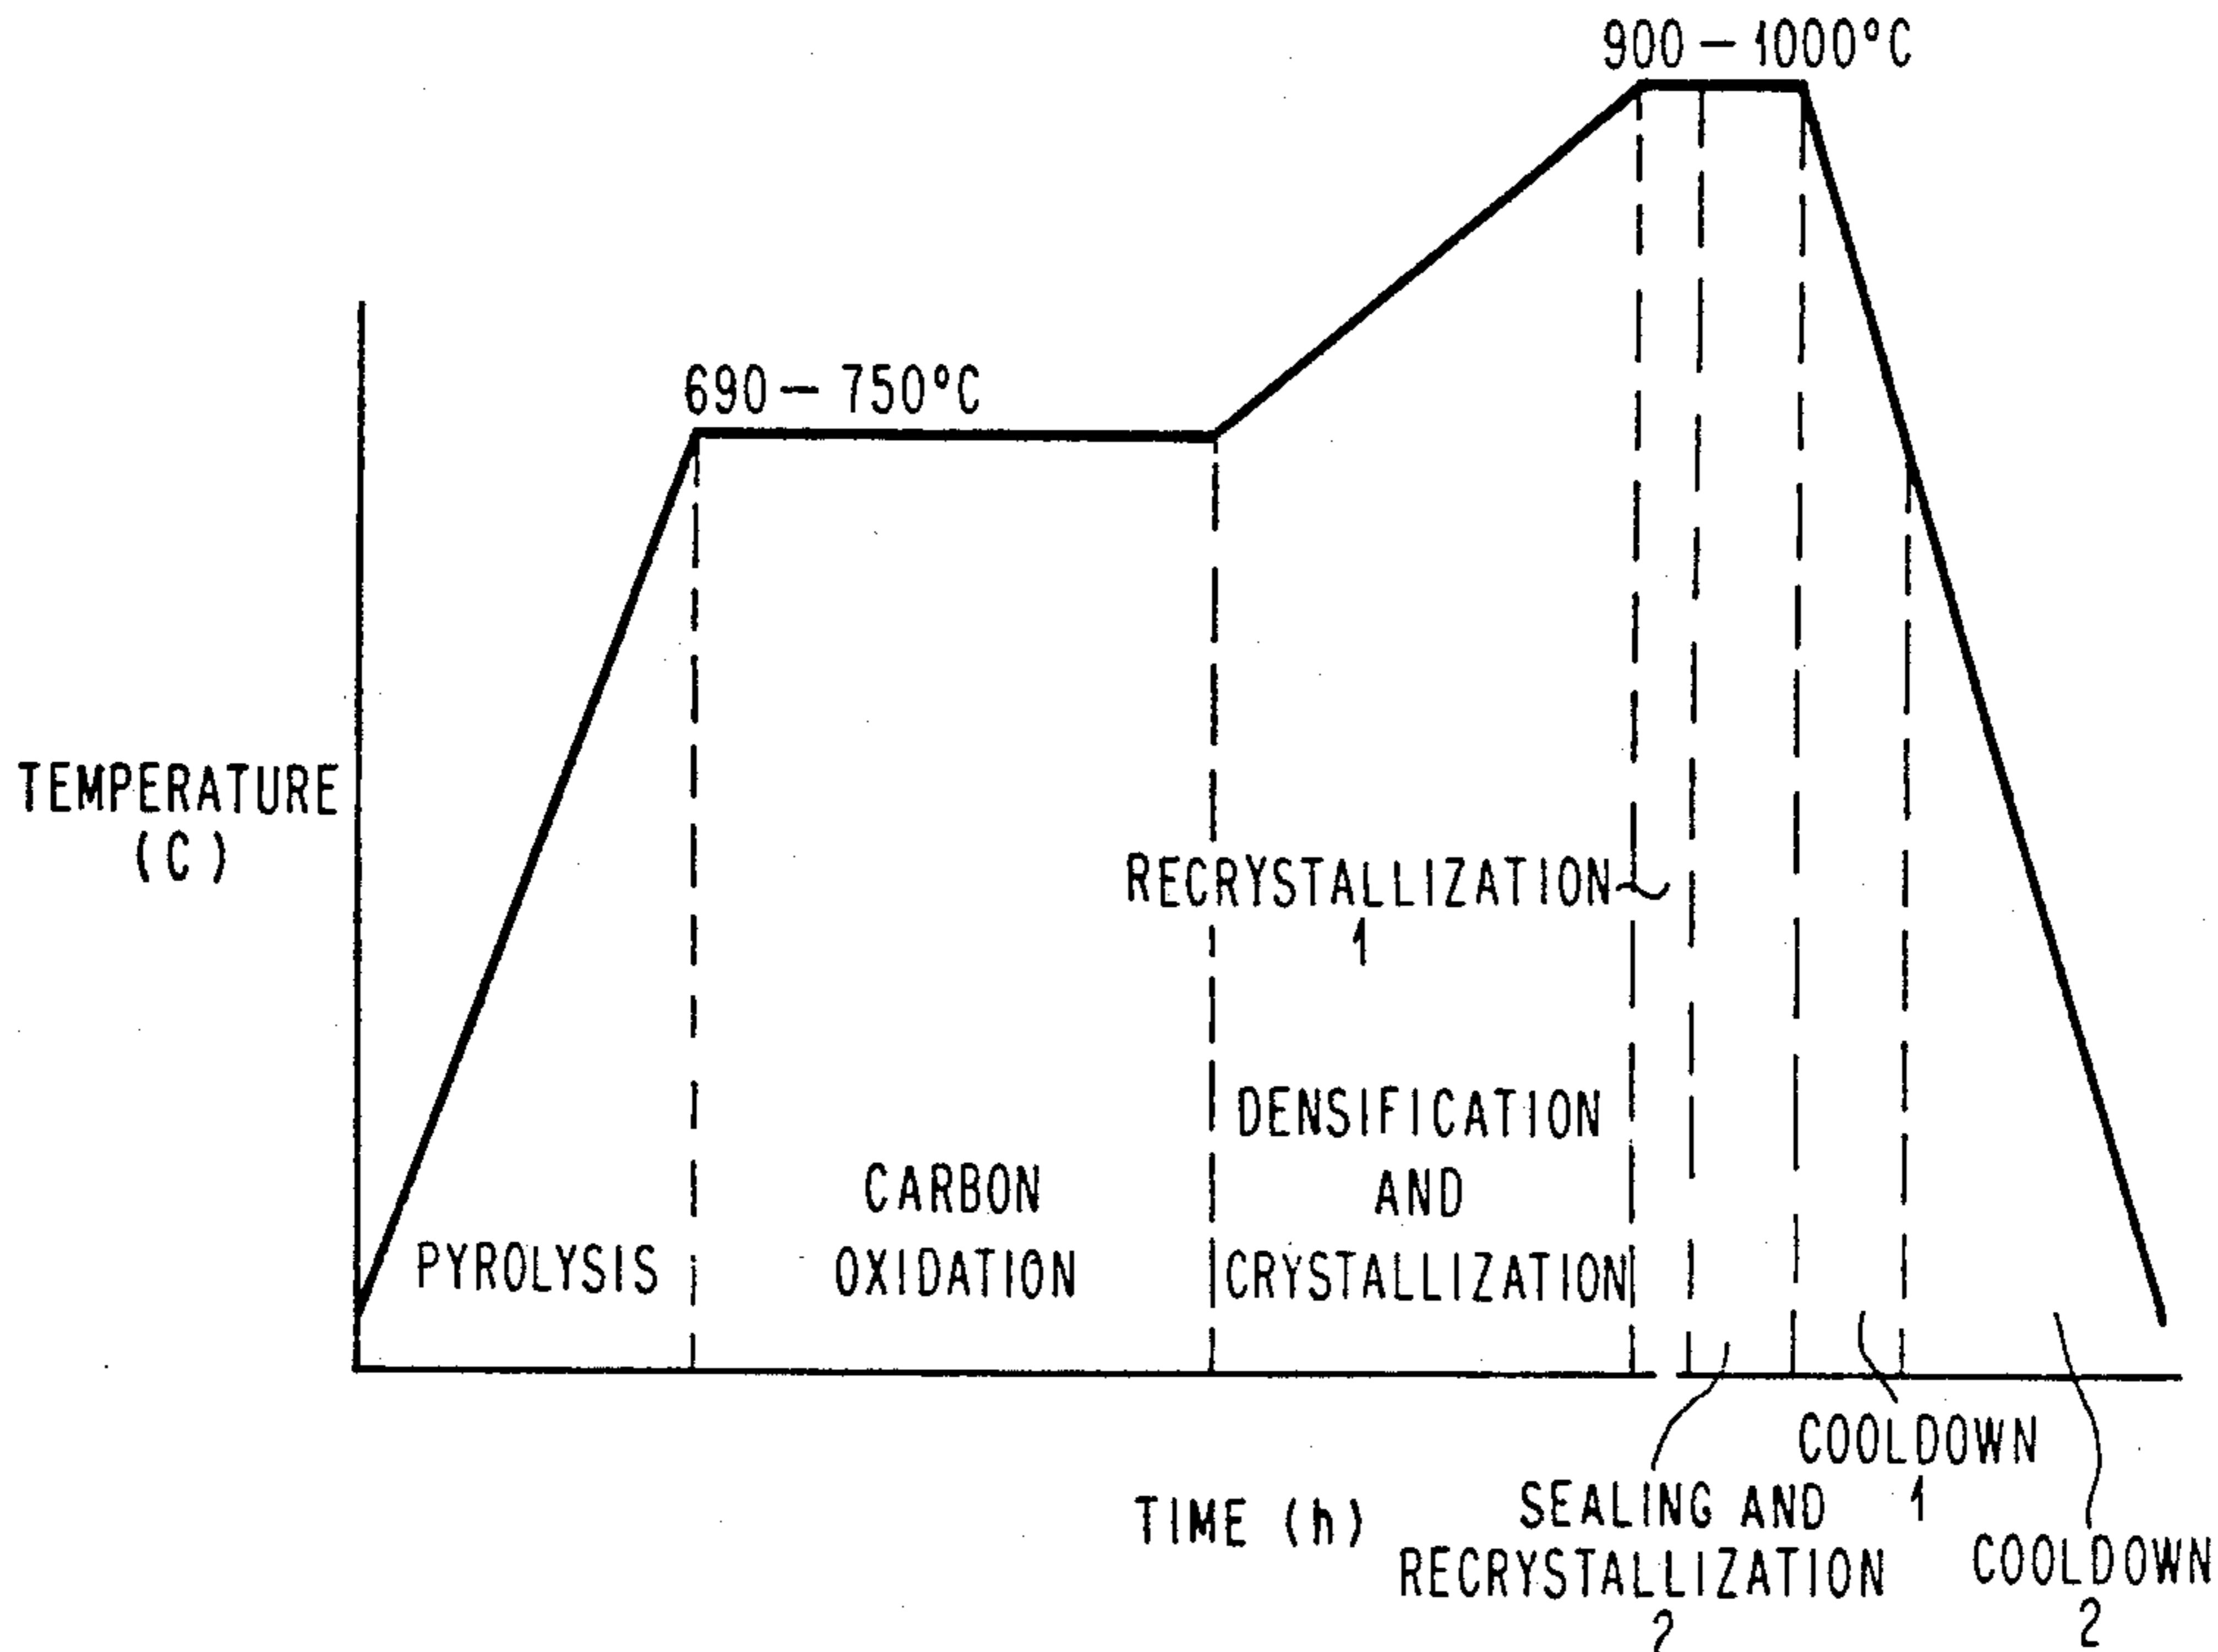 900 — 1000°C
690 — 750°C
TEMPERATURE
(C)
RECRYSTALLIZATION
1
DENSIFICATION
AND
CRYSTALLIZATION
CARBON
OXIDATION
PYROLYSIS
TIME (h)
SEALING AND
RECRYSTALLIZATION
2
COOLDOWN
1
COOLDOWN
2